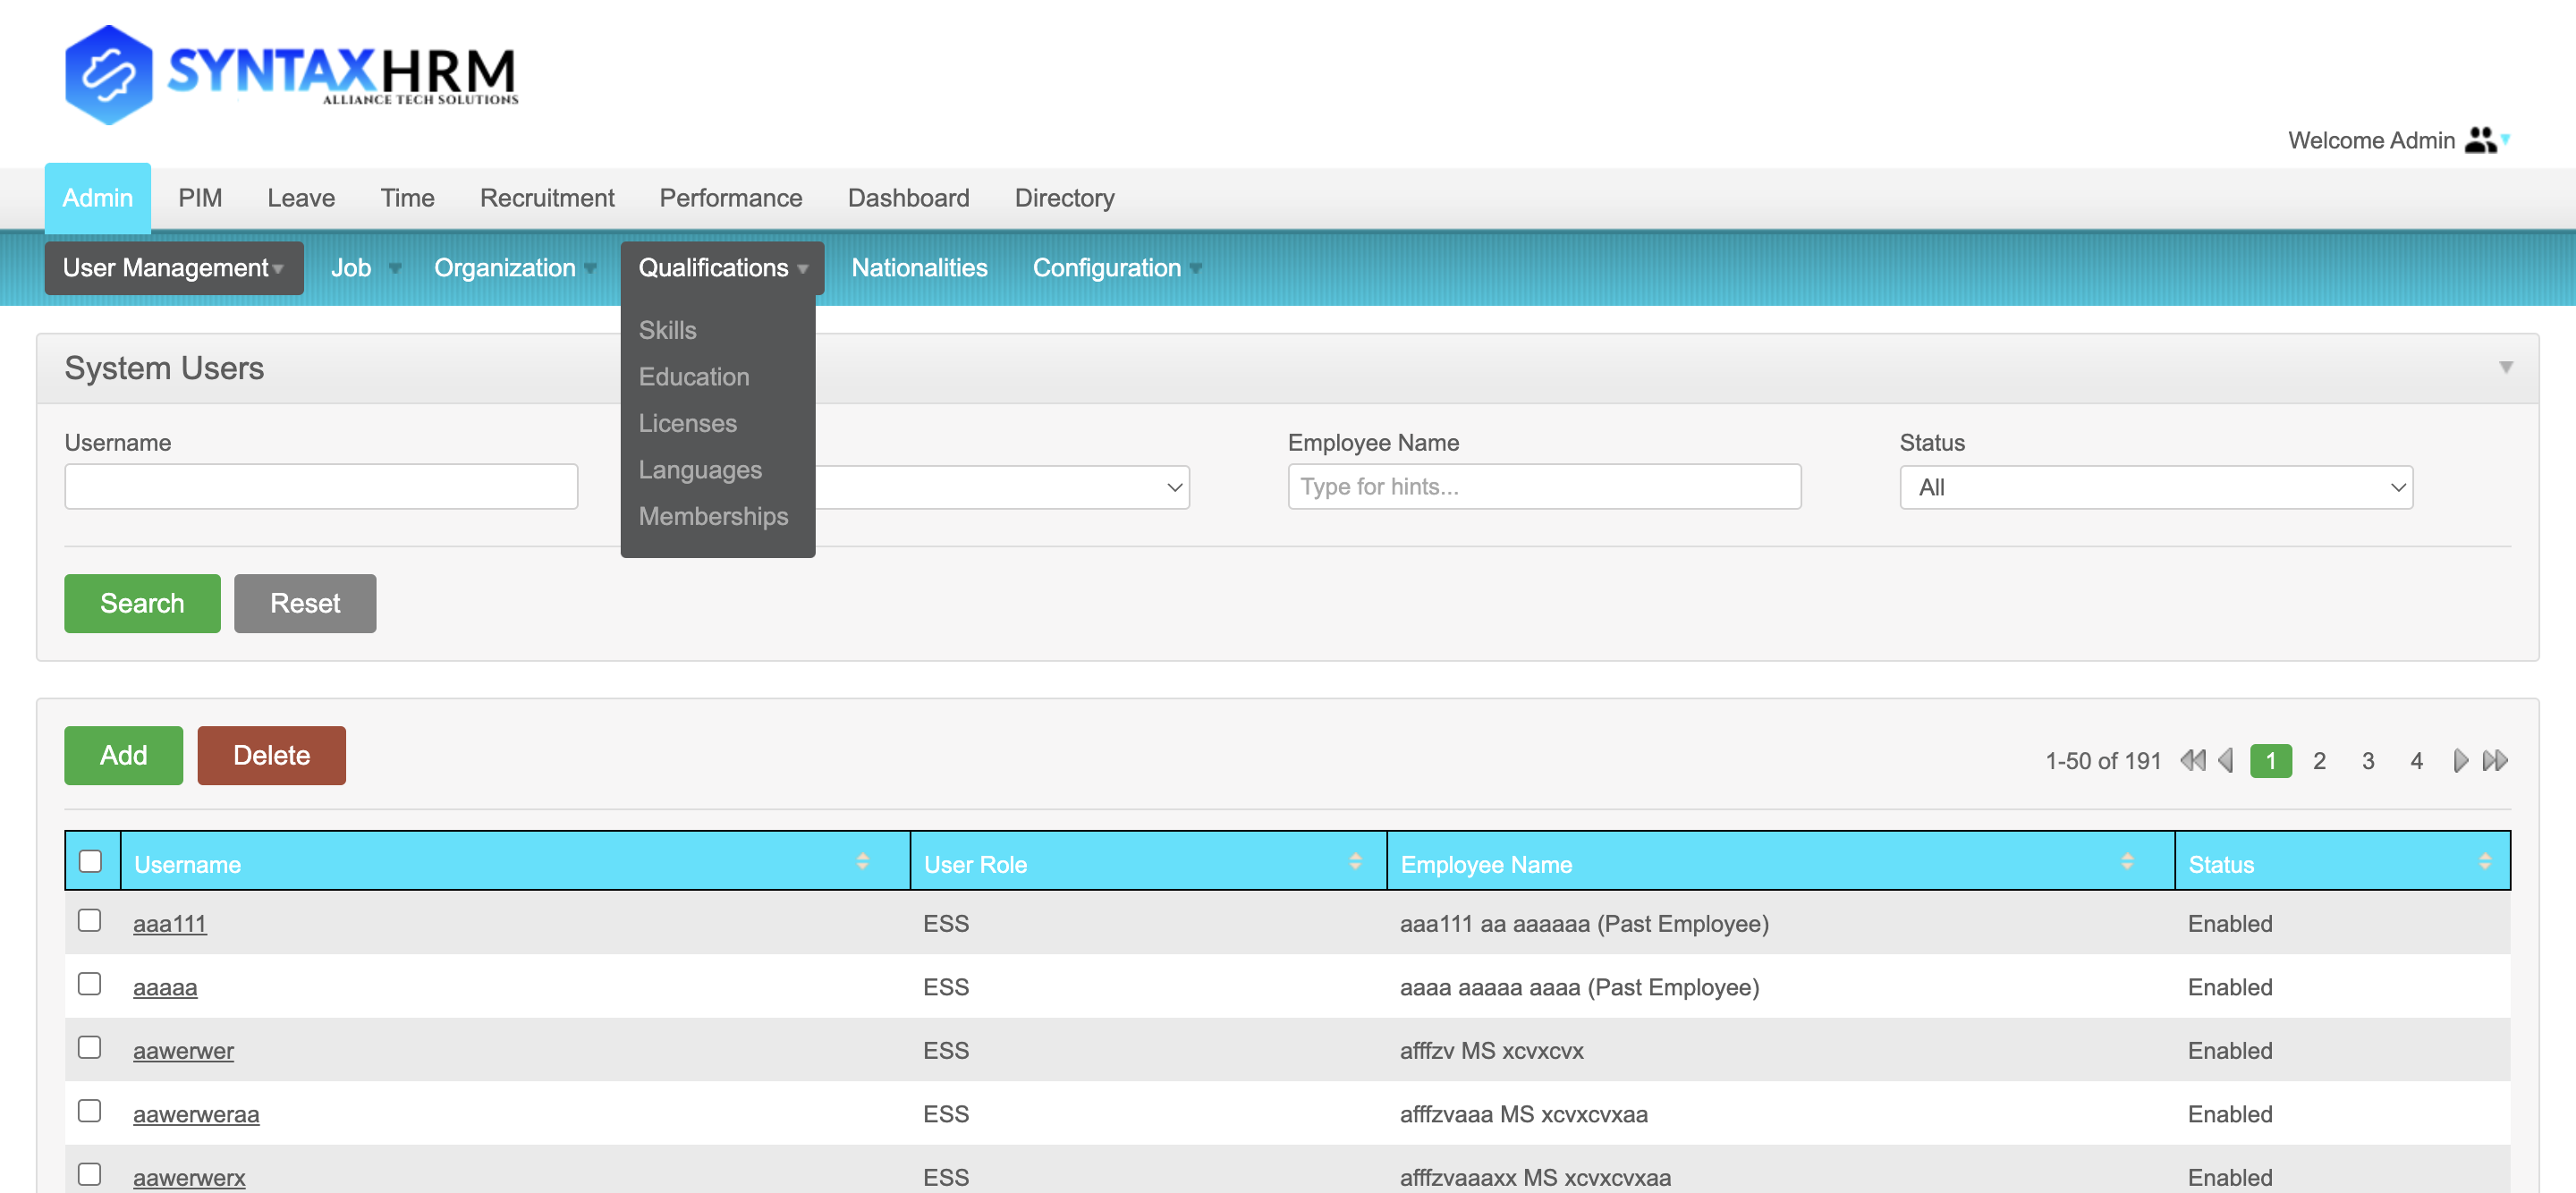 SYNTAXHRM
ALLIANCE TECH SOLUTIONS
Welcome Admin
Admin PIM Leave Time Recruitment Performance Dashboard Directory
User Management Job Organization Qualifications Nationalities Configuration
Skills
Education
Licenses
Languages
Memberships
System Users
Username Employee Name Status
Type for hints... All
Search Reset
Add Delete 1-50 of 191 1 2 3 4
Username User Role Employee Name Status
aaa111 ESS aaa111 aa aaaaaa (Past Employee) Enabled
aaaaa ESS aaaa aaaaa aaaa (Past Employee) Enabled
aawerwer ESS afffzv MS xcvxcvx Enabled
aawerweraa ESS afffzvaaa MS xcvxcvxaa Enabled
aawerwerx ESS afffzvaaaxx MS xcvxcvxaa Enabled